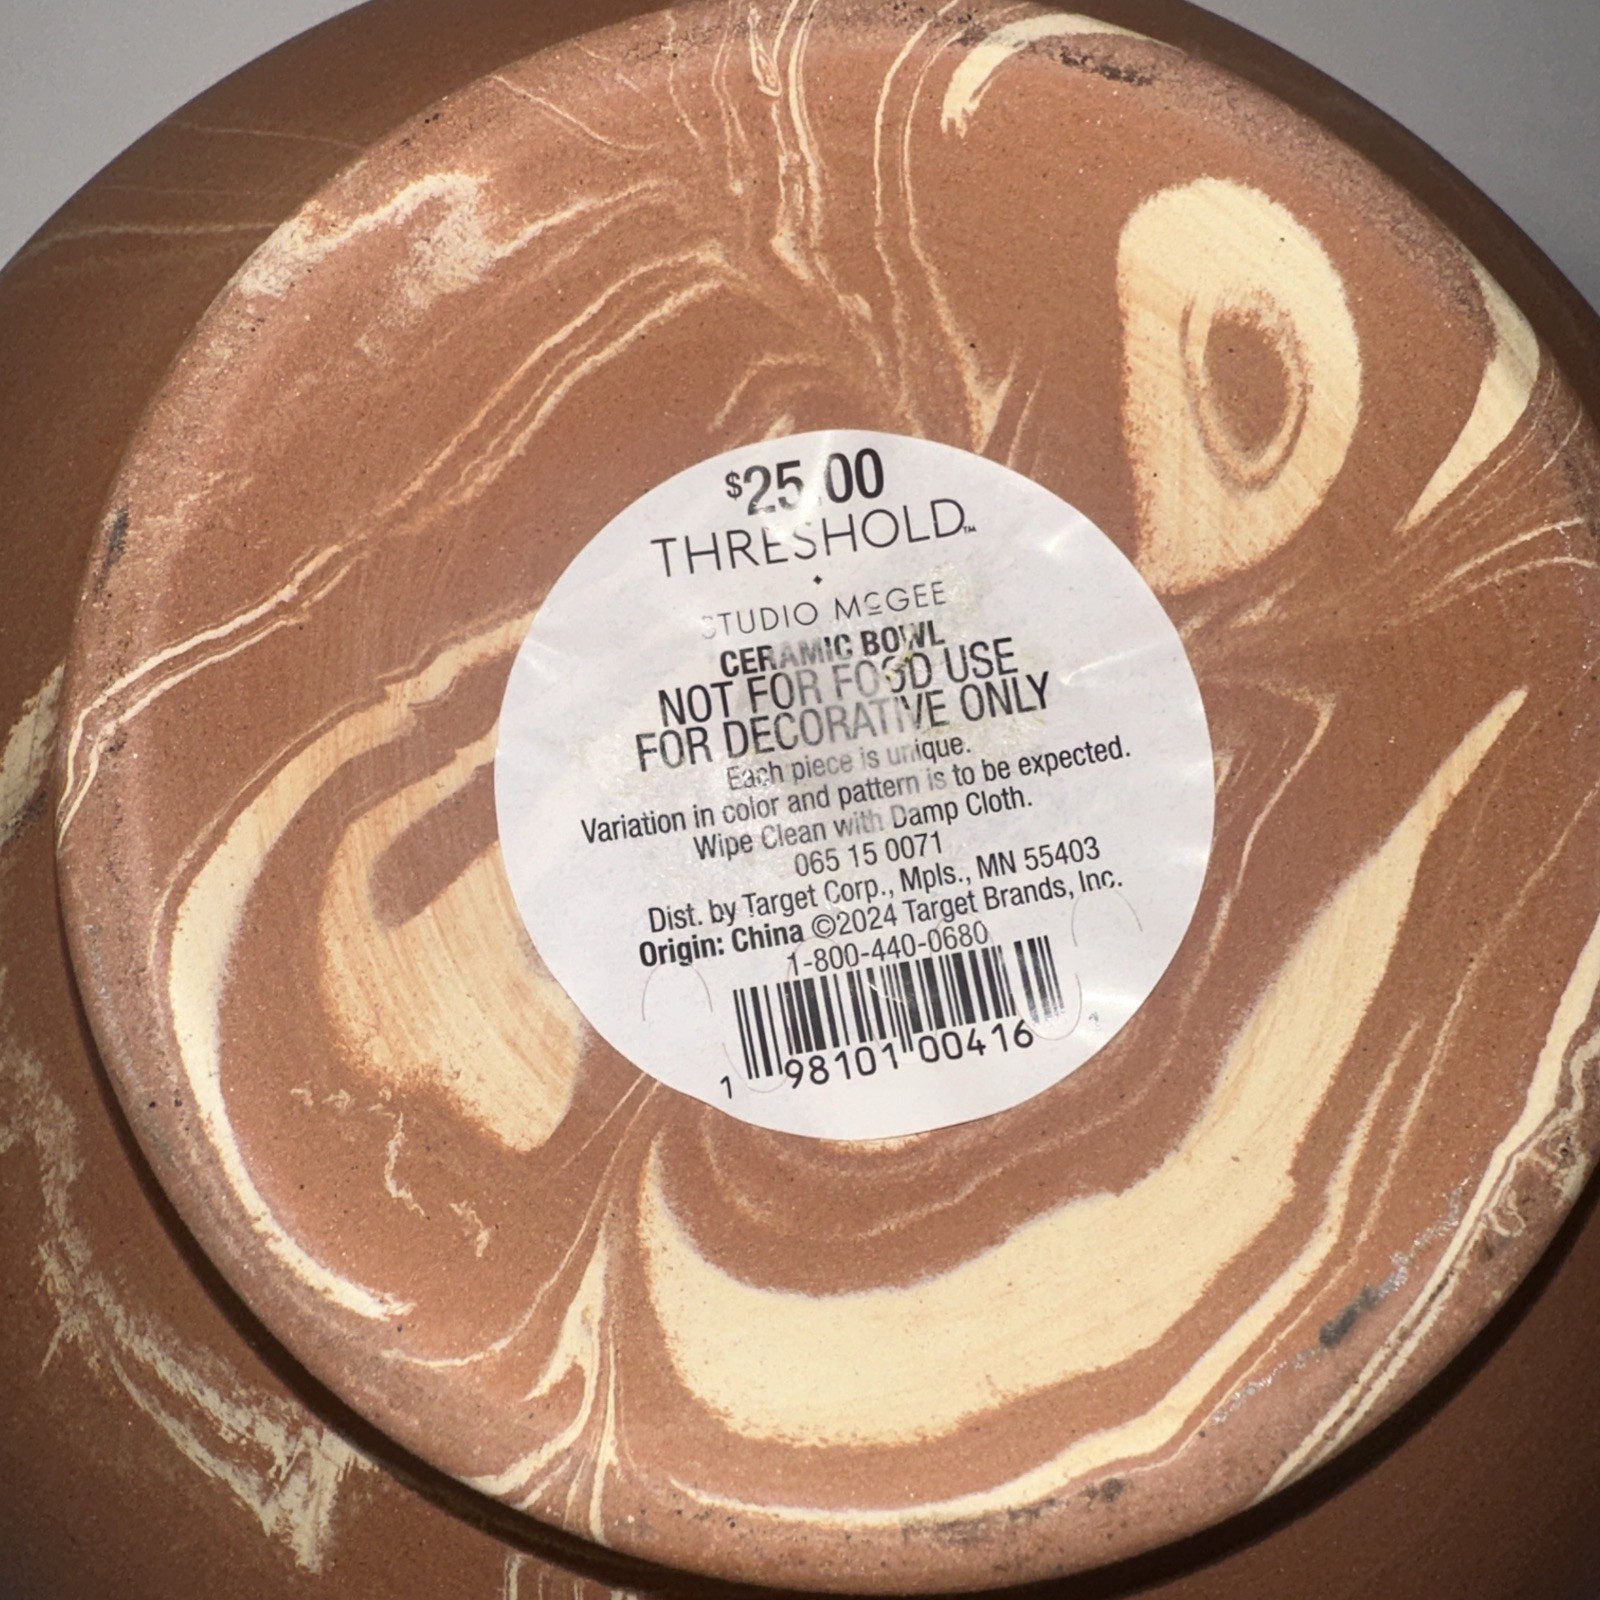 $25.00
THRESHOLD™
STUDIO MCGEE
CERAMIC BOWL
NOT FOR FOOD USE
FOR DECORATIVE ONLY
Each piece is unique.
Variation in color and pattern is to be expected.
Wipe Clean with Damp Cloth.
065 15 0071
Dist. by Target Corp., Mpls., MN 55403
Origin: China ©2024 Target Brands, Inc.
1-800-440-0680
1 98101 00416 1